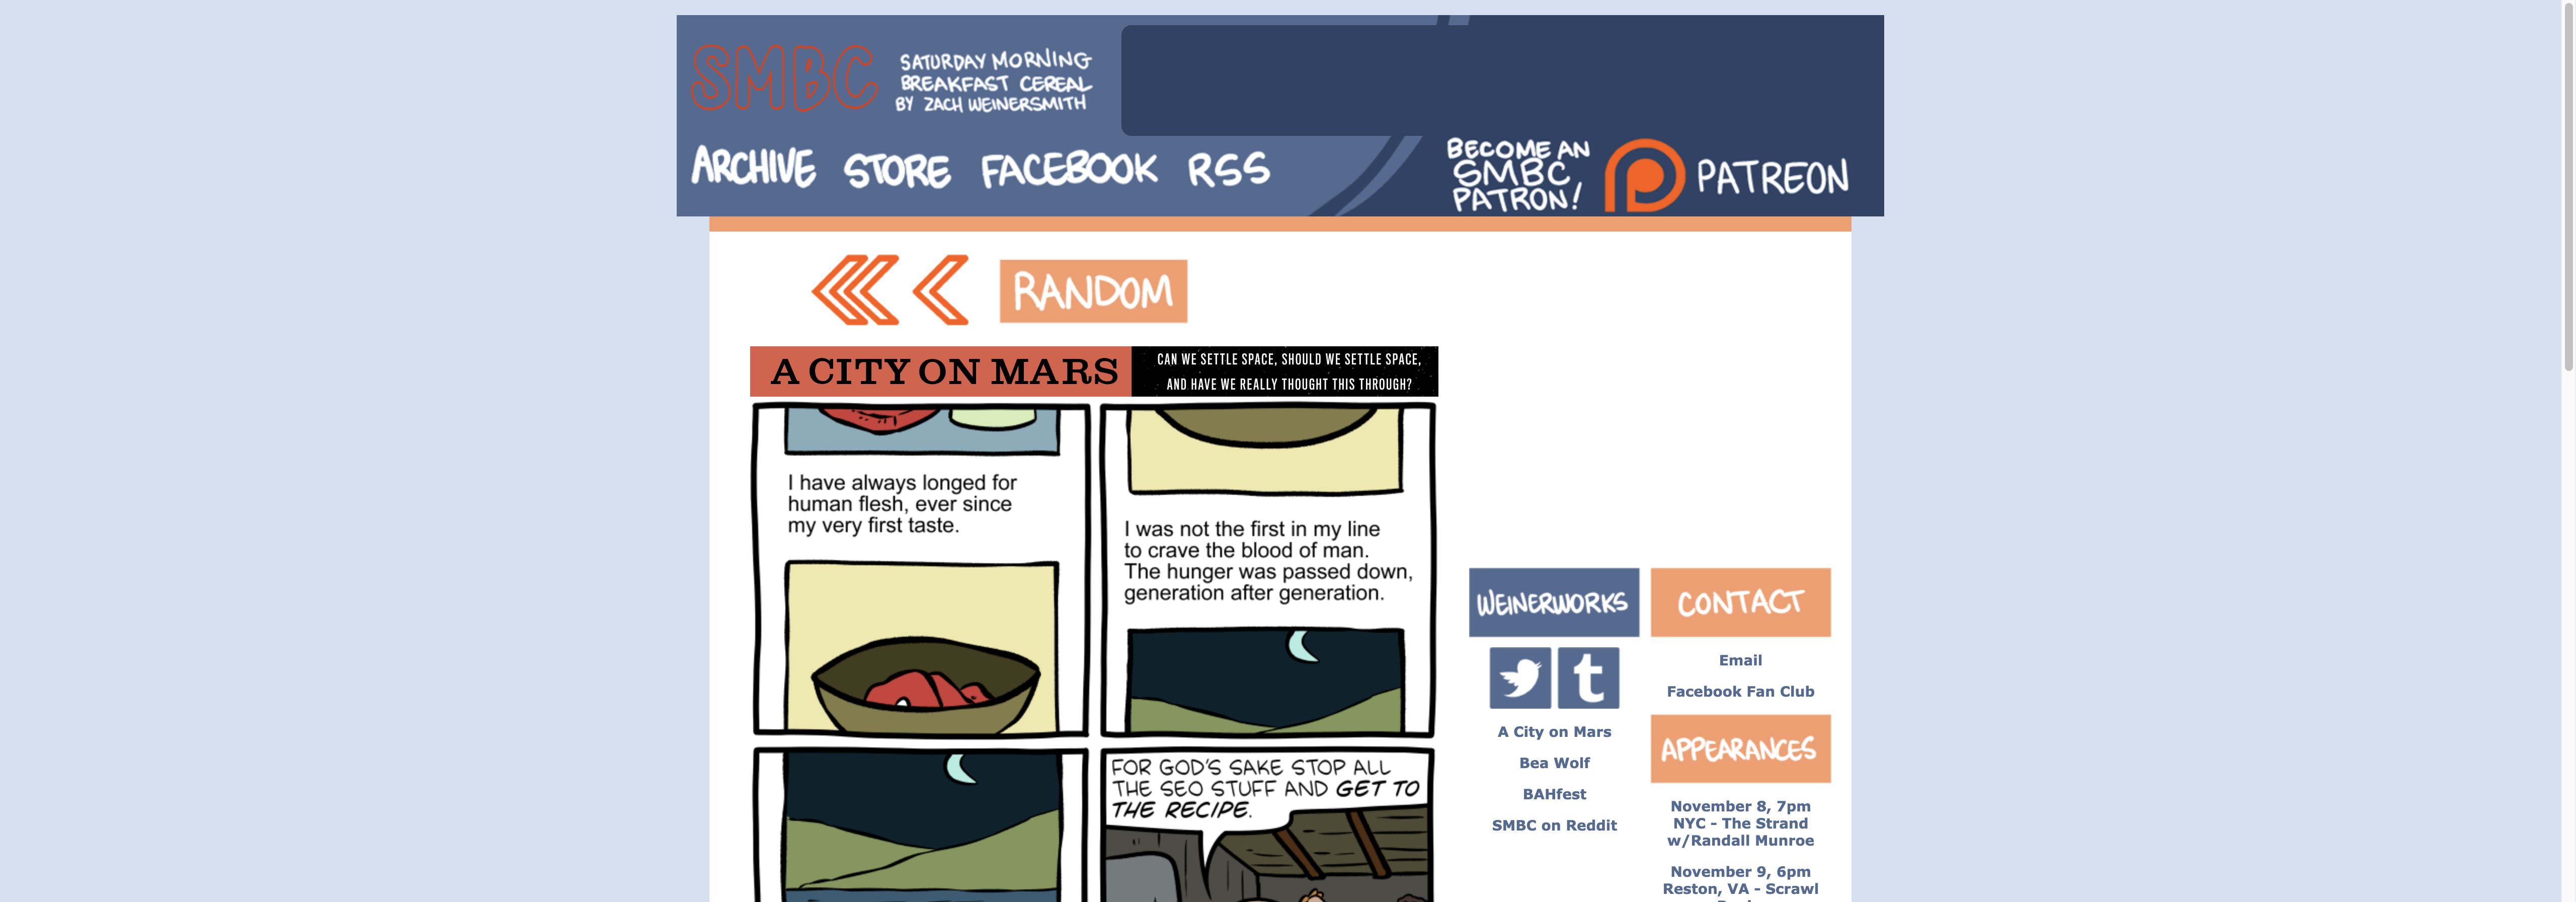 SMBC
SATURDAY MORNING
BREAKFAST CEREAL
BY ZACH WEINERSMITH
ARCHIVE STORE FACEBOOK RSS
BECOME AN
SMBC
PATRON!
PATREON
RANDOM
A CITY ON MARS
CAN WE SETTLE SPACE, SHOULD WE SETTLE SPACE,
AND HAVE WE REALLY THOUGHT THIS THROUGH?
I have always longed for
human flesh, ever since
my very first taste.
I was not the first in my line
to crave the blood of man.
The hunger was passed down,
generation after generation.
FOR GOD'S SAKE STOP ALL
THE SEO STUFF AND GET TO
THE RECIPE.
WEINERWORKS
t
A City on Mars
Bea Wolf
BAHfest
SMBC on Reddit
CONTACT
Email
Facebook Fan Club
APPEARANCES
November 8, 7pm
NYC - The Strand
w/Randall Munroe
November 9, 6pm
Reston, VA - Scrawl